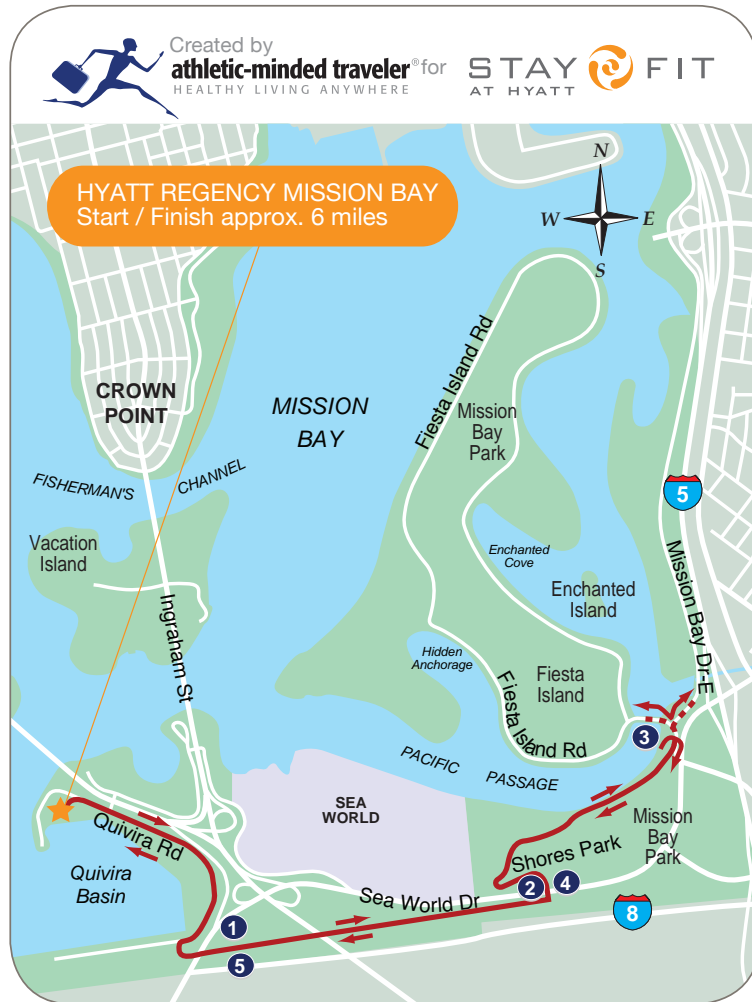 Created by
athletic-minded traveler® for
HEALTHY LIVING ANYWHERE
STAY FIT
AT HYATT
HYATT REGENCY MISSION BAY
Start / Finish approx. 6 miles
N
W E
S
CROWN
POINT
MISSION
BAY
Fiesta Island Rd
Mission
Bay
Park
FISHERMAN'S CHANNEL
5
Vacation
Island
Ingraham St
Enchanted
Cove
Enchanted
Island
Mission Bay Dr-E
Hidden
Anchorage
Fiesta
Island
Fiesta Island Rd
3
PACIFIC PASSAGE
SEA
WORLD
Quivira Rd
Mission
Bay
Park
Shores Park
Quivira
Basin
Sea World Dr
2
4
1
5
8